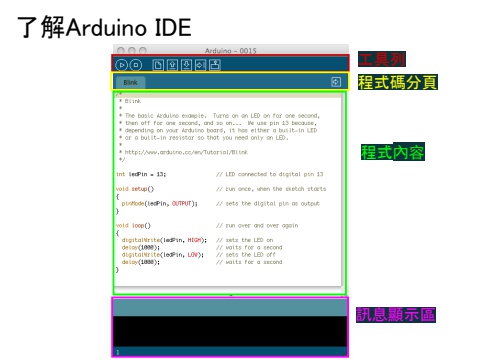 了解Arduino IDE
Arduino – 0015
工具列
程式碼分頁
Blink
/*
 * Blink
 *
 * The basic Arduino example.  Turns on an LED on for one second,
 * then off for one second, and so on...  We use pin 13 because,
 * depending on your Arduino board, it has either a built-in LED
 * or a built-in resistor so that you need only an LED.
 *
 * http://www.arduino.cc/en/Tutorial/Blink
 */
程式內容
int ledPin = 13;                // LED connected to digital pin 13
void setup()                    // run once, when the sketch starts
{
  pinMode(ledPin, OUTPUT);      // sets the digital pin as output
}
void loop()                     // run over and over again
{
  digitalWrite(ledPin, HIGH);   // sets the LED on
  delay(1000);                  // waits for a second
  digitalWrite(ledPin, LOW);    // sets the LED off
  delay(1000);                  // waits for a second
}
訊息顯示區
1